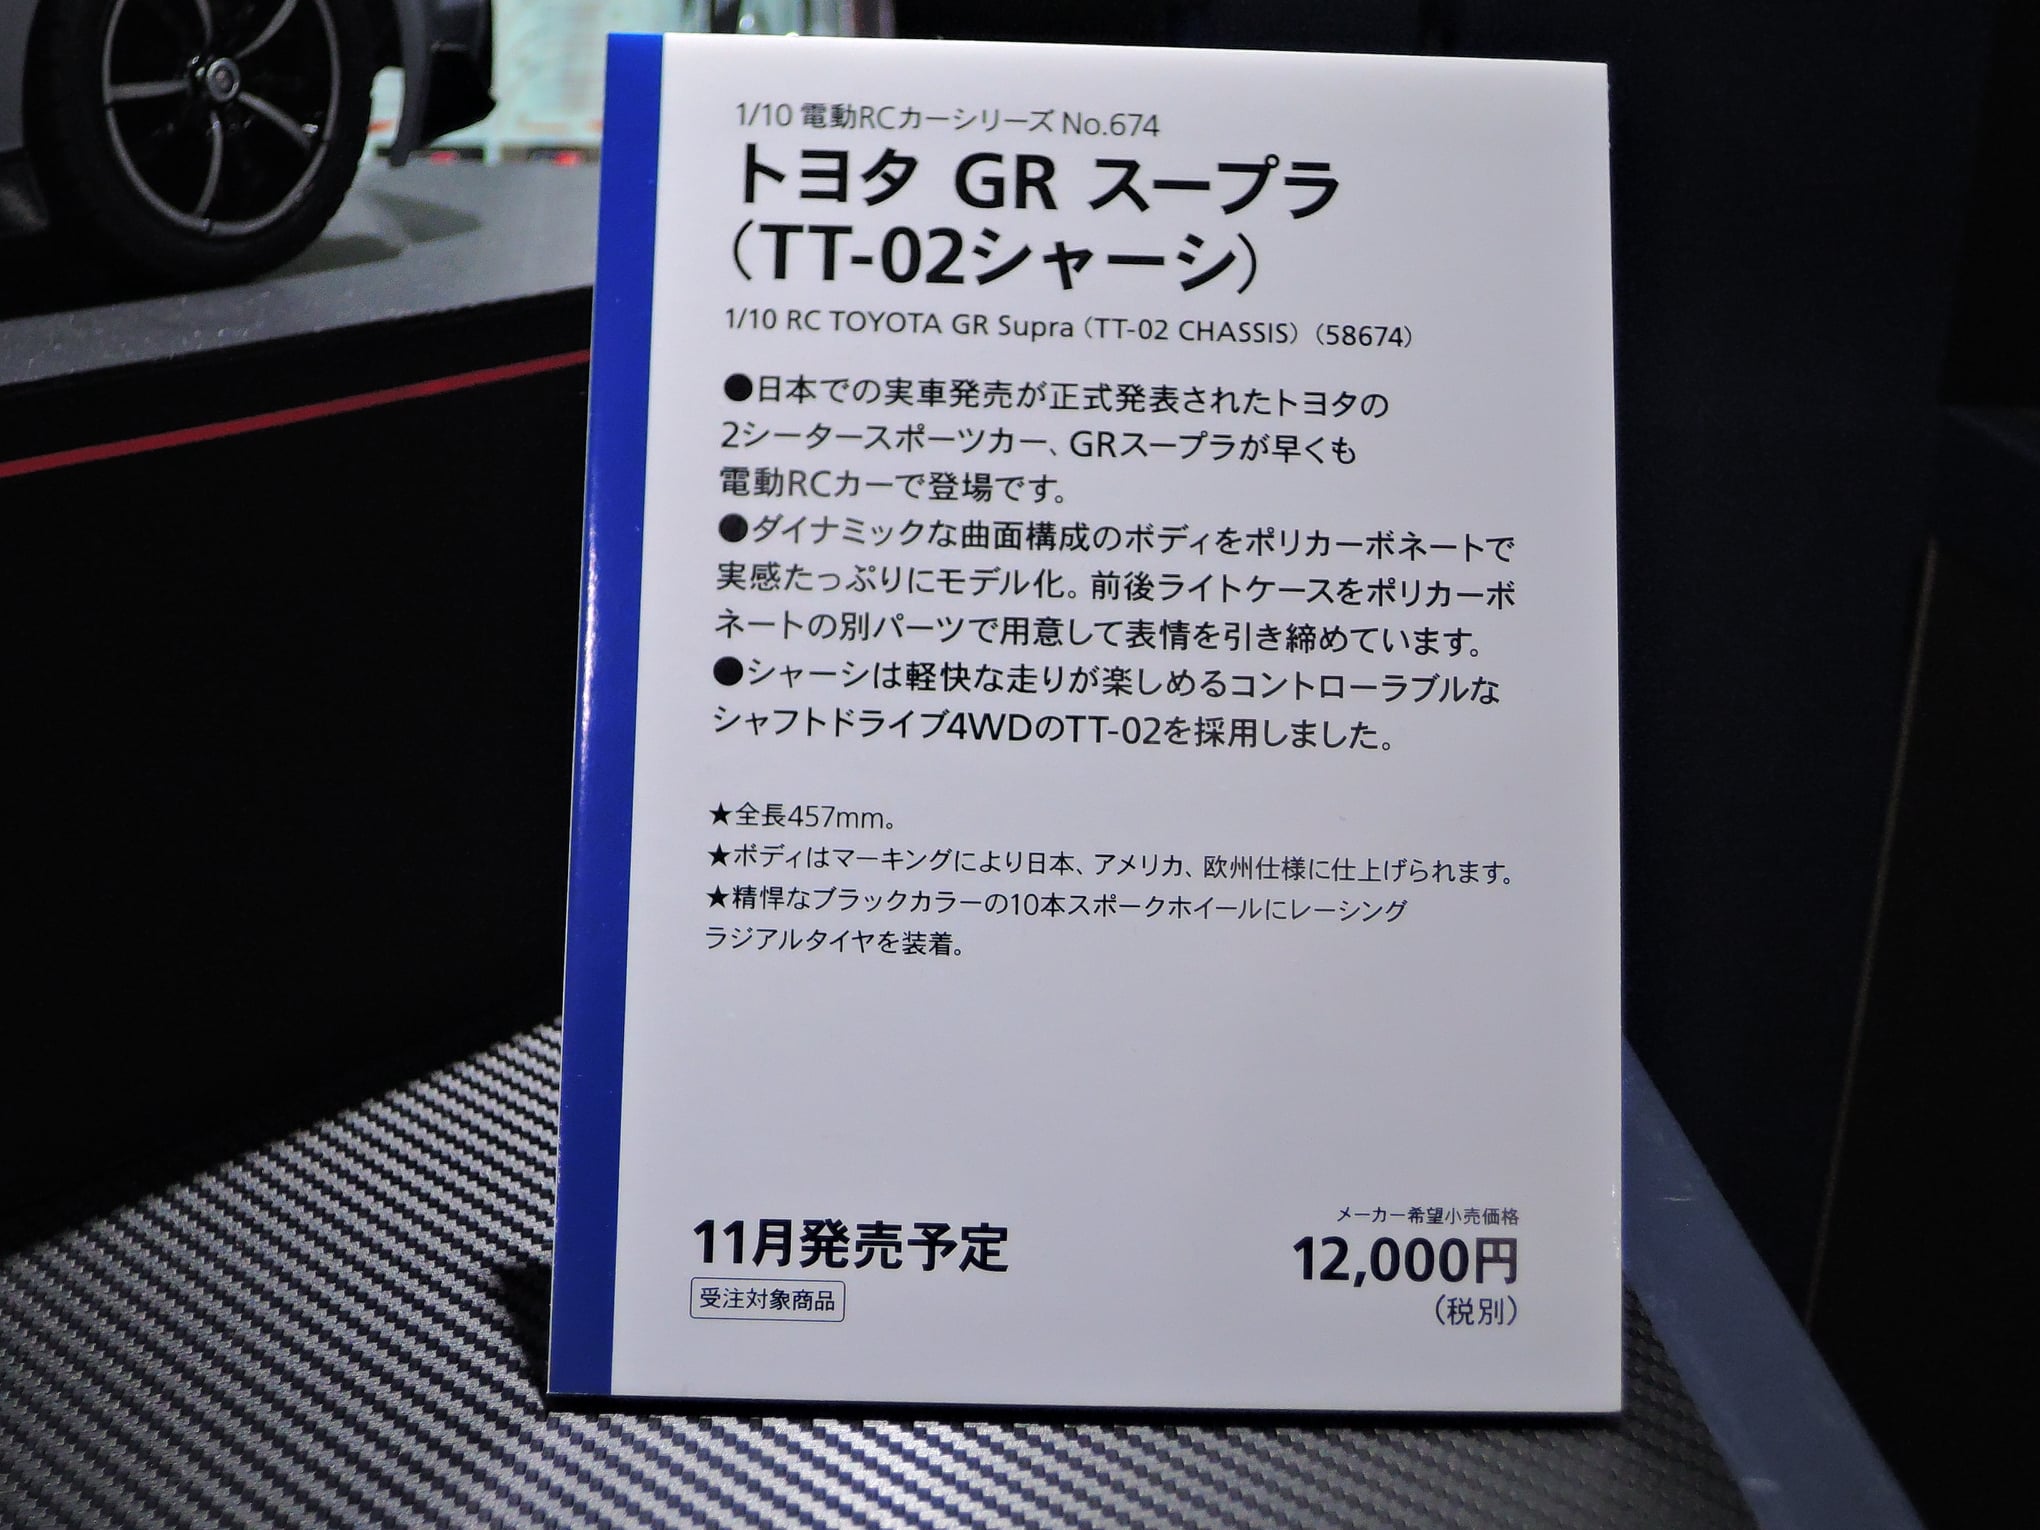 1/10 電動RCカーシリーズ No.674
トヨタ GR スープラ
（TT-02シャーシ）
1/10 RC TOYOTA GR Supra（TT-02 CHASSIS）（58674）
●日本での実車発売が正式発表されたトヨタの
2シータースポーツカー、GRスープラが早くも
電動RCカーで登場です。
●ダイナミックな曲面構成のボディをポリカーボネートで
実感たっぷりにモデル化。前後ライトケースをポリカーボ
ネートの別パーツで用意して表情を引き締めています。
●シャーシは軽快な走りが楽しめるコントローラブルな
シャフトドライブ4WDのTT-02を採用しました。
★全長457mm。
★ボディはマーキングにより日本、アメリカ、欧州仕様に仕上げられます。
★精悍なブラックカラーの10本スポークホイールにレーシング
ラジアルタイヤを装着。
11月発売予定
受注対象商品
メーカー希望小売価格
12,000円
（税別）